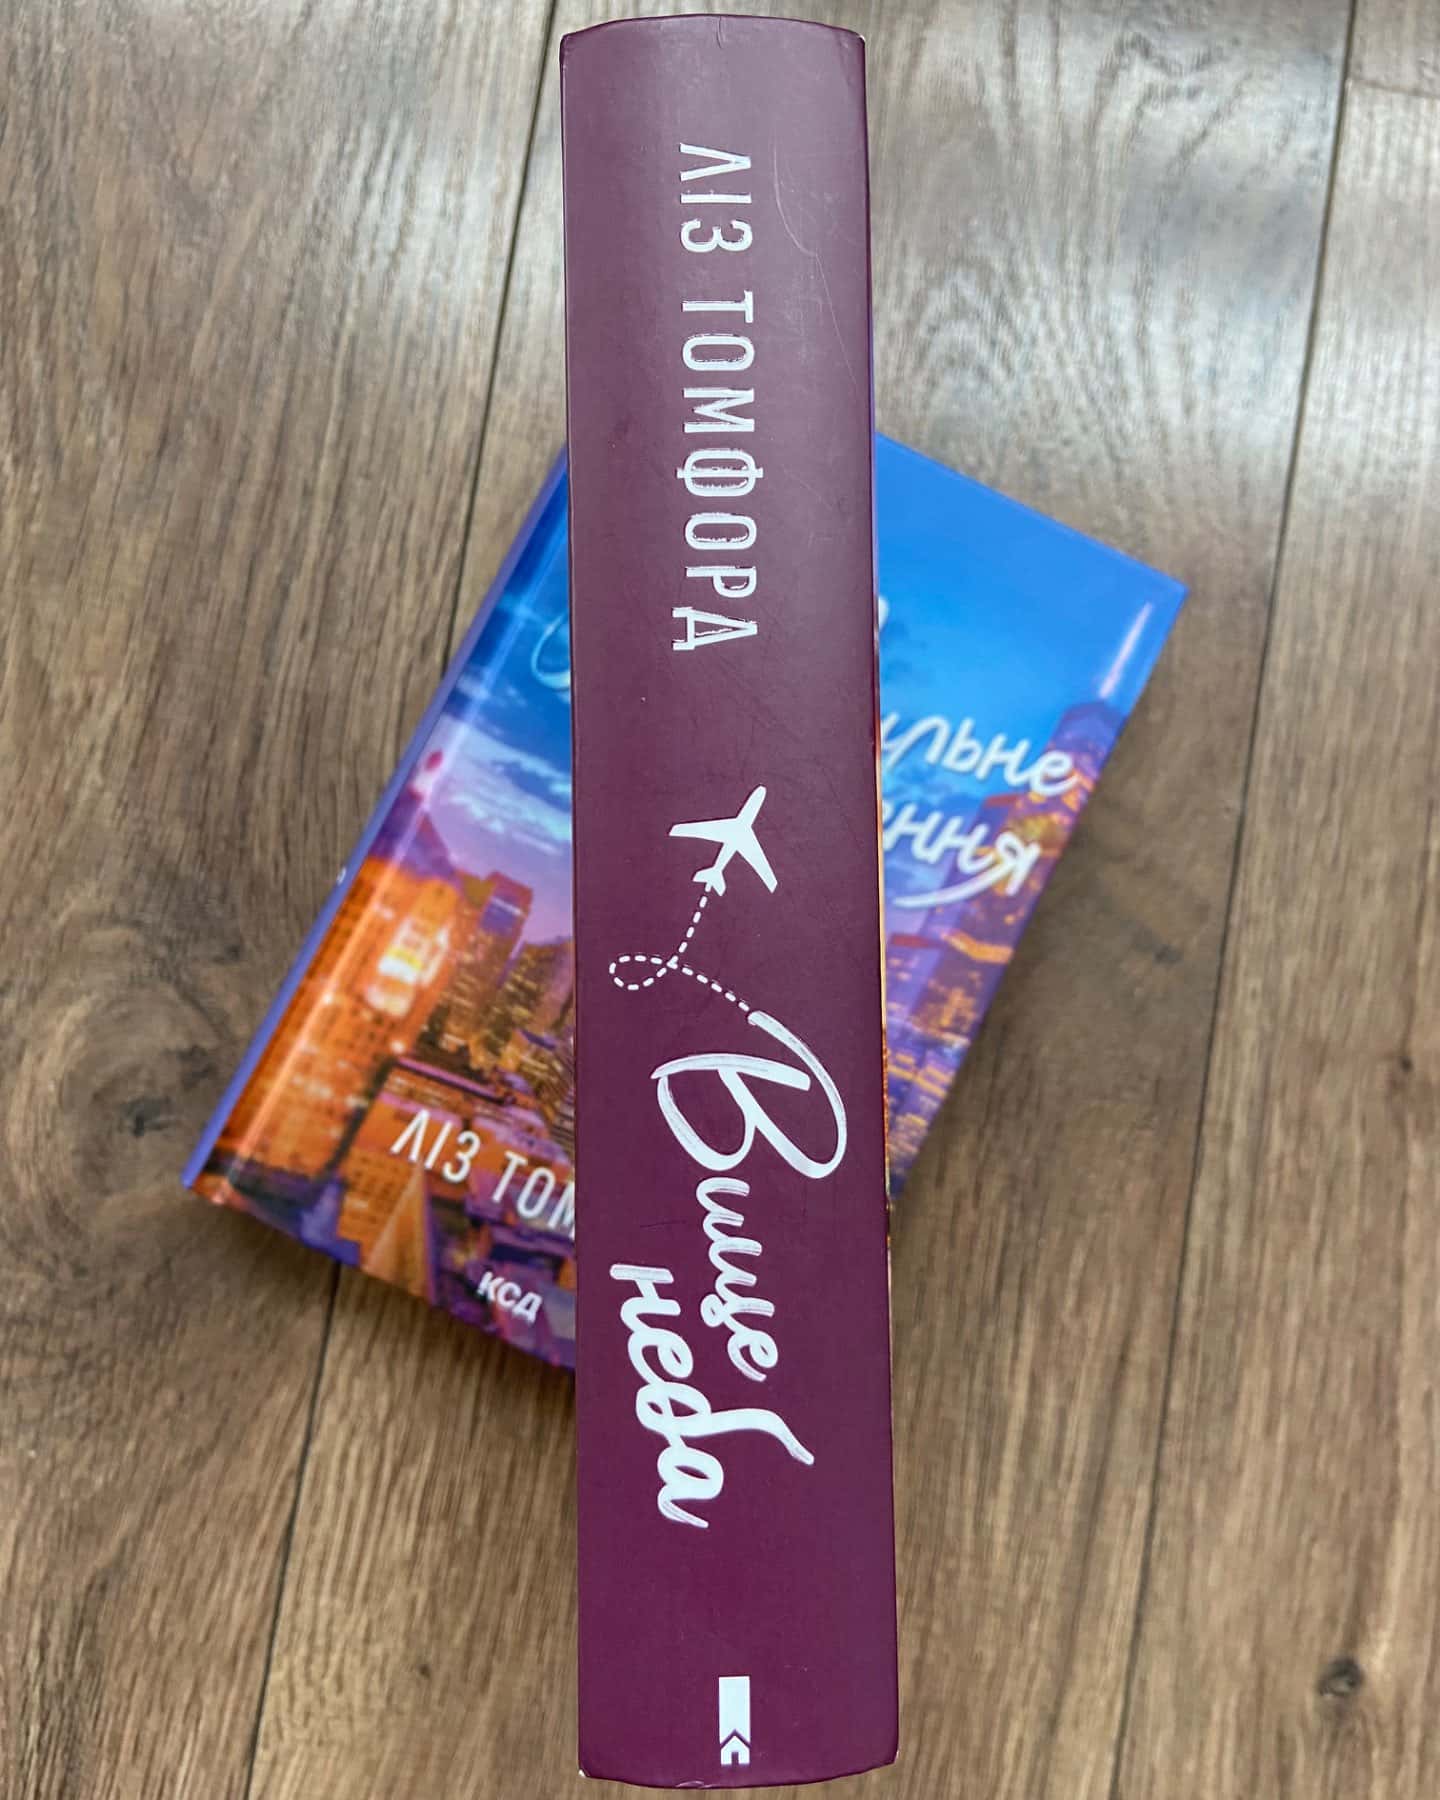 ЛІЗ ТОМФОРД
Вище
неба
ЛІЗ ТОМ
КСД